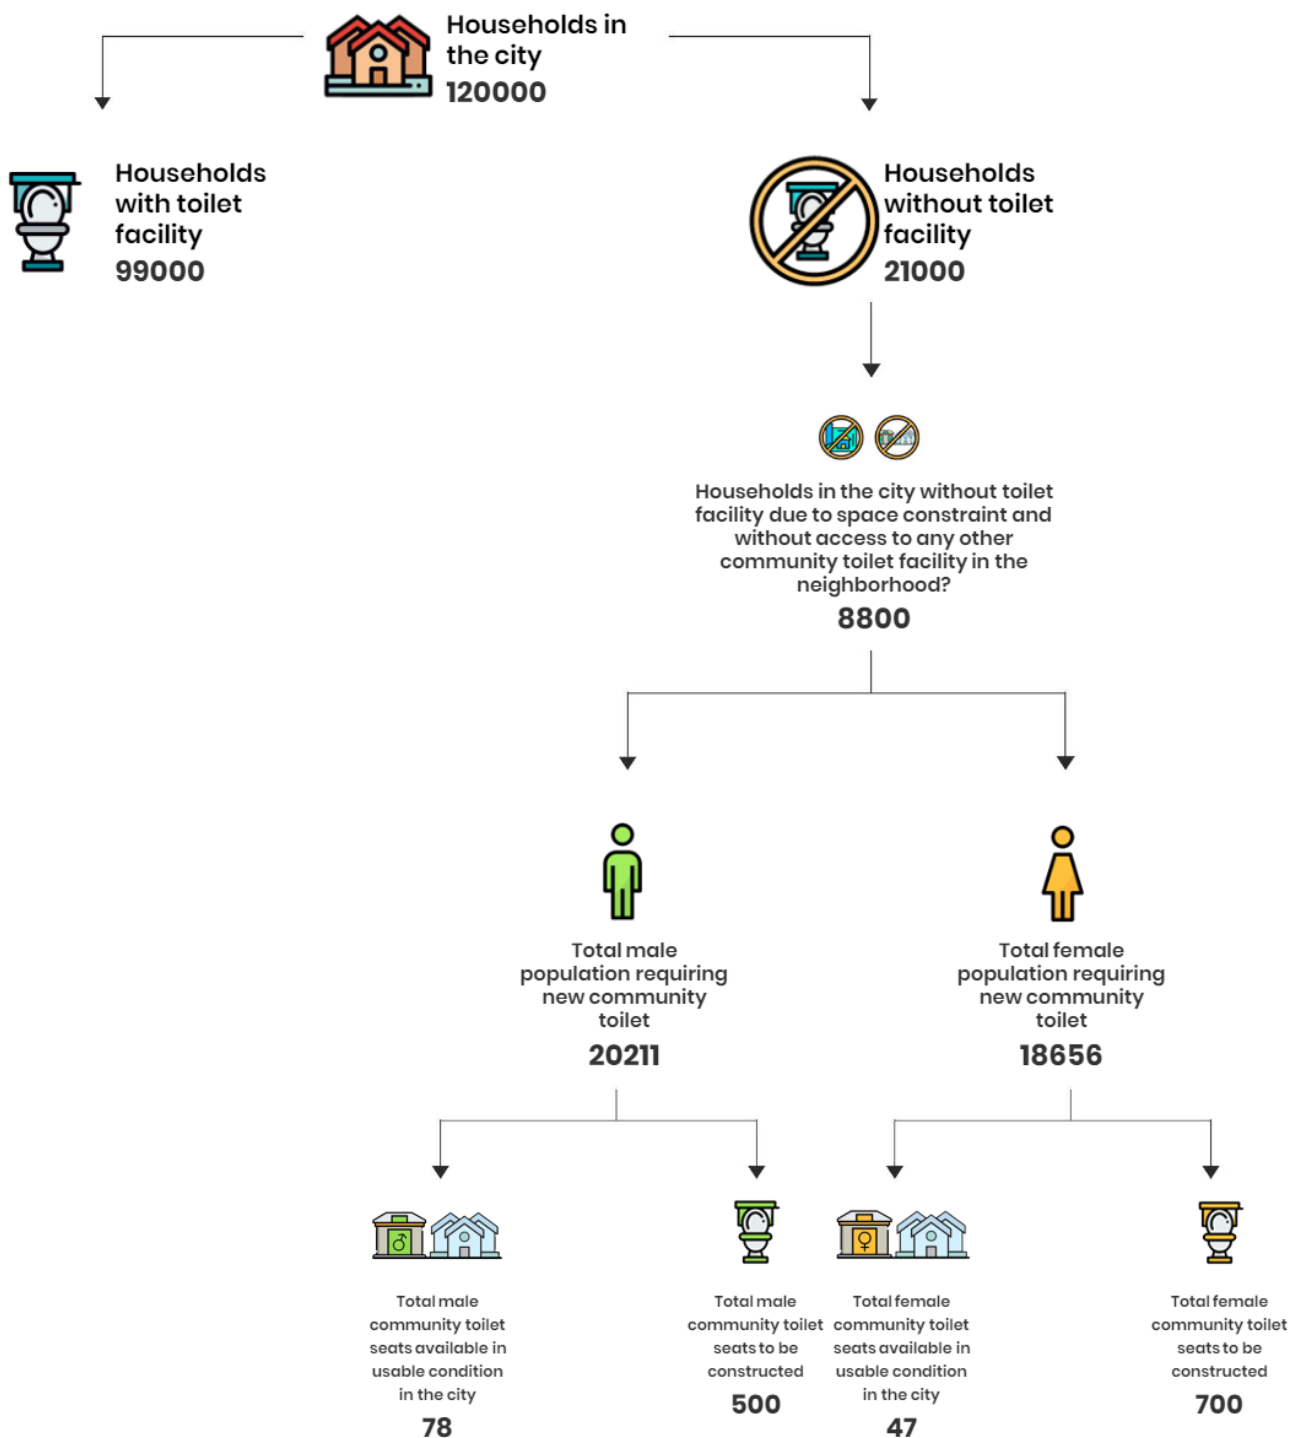 Households in
the city
120000
Households
with toilet
facility
99000
Households
without toilet
facility
21000
Households in the city without toilet
facility due to space constraint and
without access to any other
community toilet facility in the
neighborhood?
8800
Total male
population requiring
new community
toilet
20211
Total female
population requiring
new community
toilet
18656
Total male
community toilet
seats available in
usable condition
in the city
78
Total male
community toilet
seats to be
constructed
500
Total female
community toilet
seats available in
usable condition
in the city
47
Total female
community toilet
seats to be
constructed
700